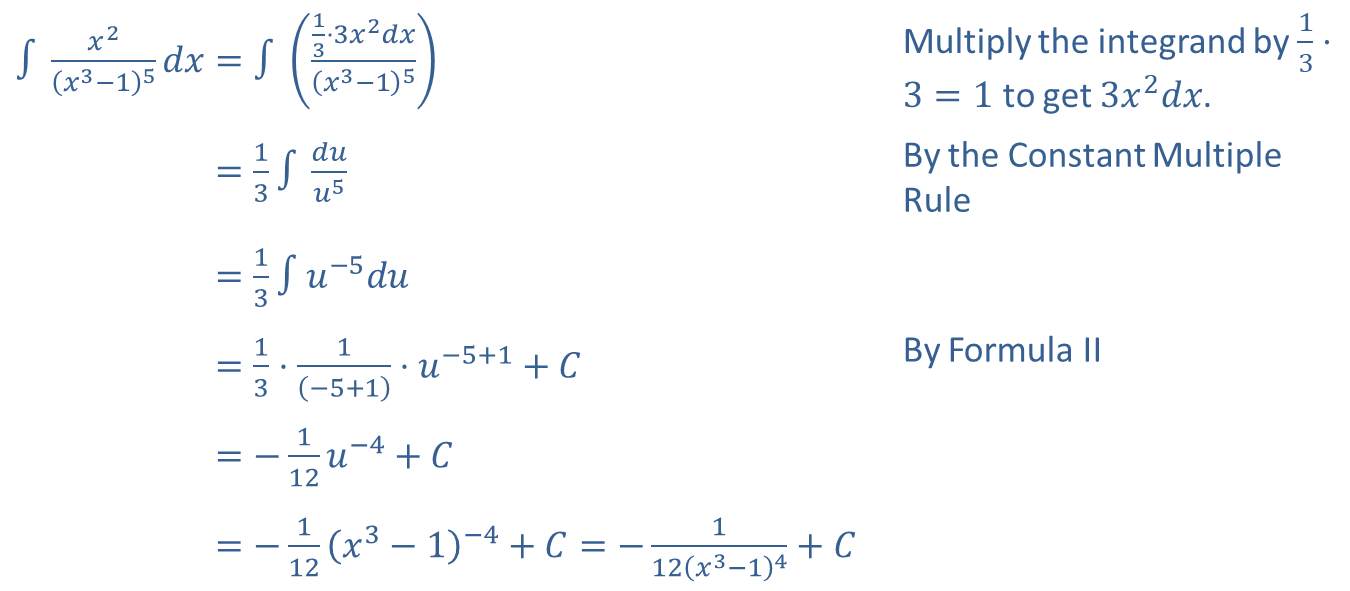 ∫ x²/(x³−1)⁵ dx = ∫ (⅓·3x²dx/(x³−1)⁵) Multiply the integrand by 1/3 ·
3 = 1 to get 3x²dx.
= 1/3 ∫ du/u⁵ By the Constant Multiple
Rule
= 1/3 ∫ u⁻⁵du
= 1/3 · 1/(−5+1) · u⁻⁵⁺¹ + C By Formula II
= − 1/12 u⁻⁴ + C
= − 1/12 (x³ − 1)⁻⁴ + C = − 1/12(x³−1)⁴ + C